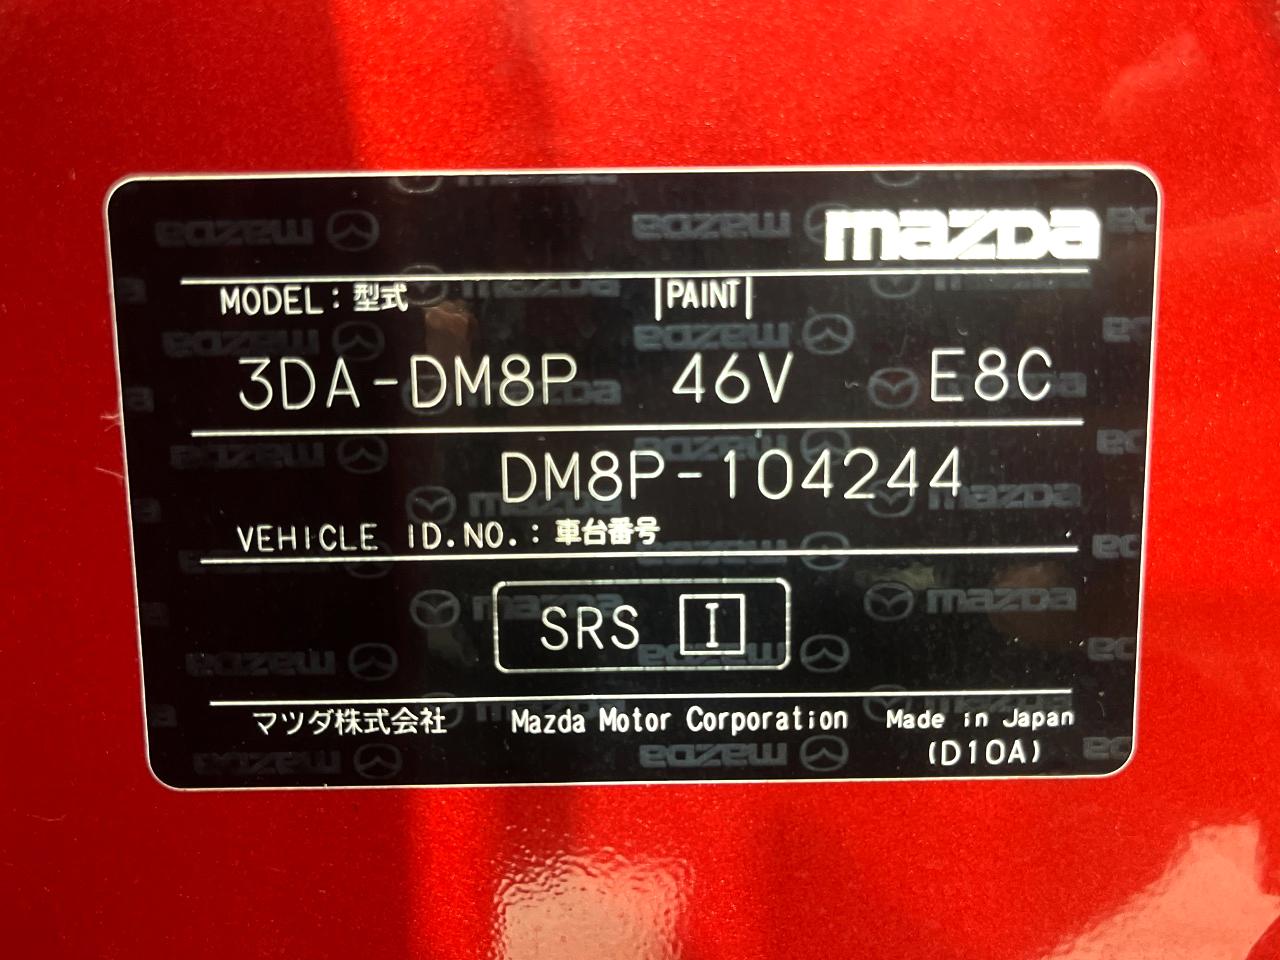 mazda
MODEL:型式 PAINT
3DA-DM8P 46V E8C
DM8P-104244
VEHICLE ID.NO.:車台番号
SRS I
マツダ株式会社 Mazda Motor Corporation Made in Japan
(D10A)